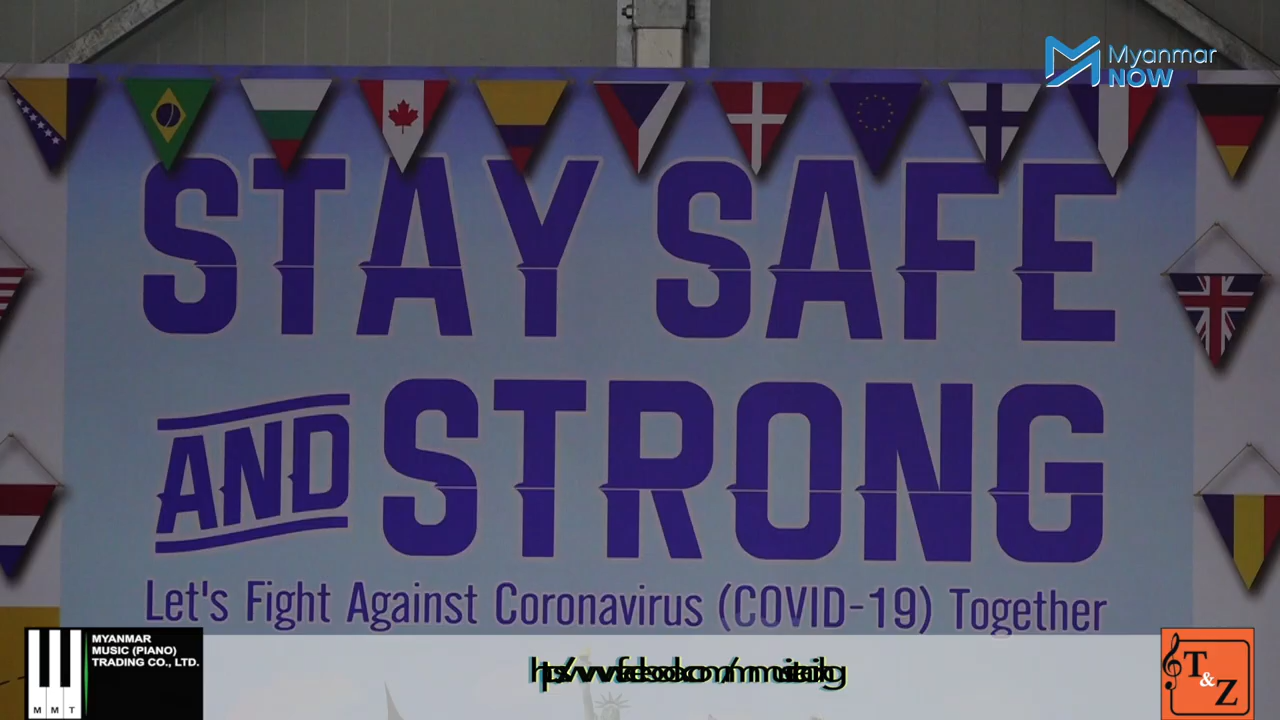 Myanmar
NOW
STAY SAFE
AND STRONG
Let's Fight Against Coronavirus (COVID-19) Together
MYANMAR
MUSIC (PIANO)
TRADING CO., LTD.
M M T
T
&
Z